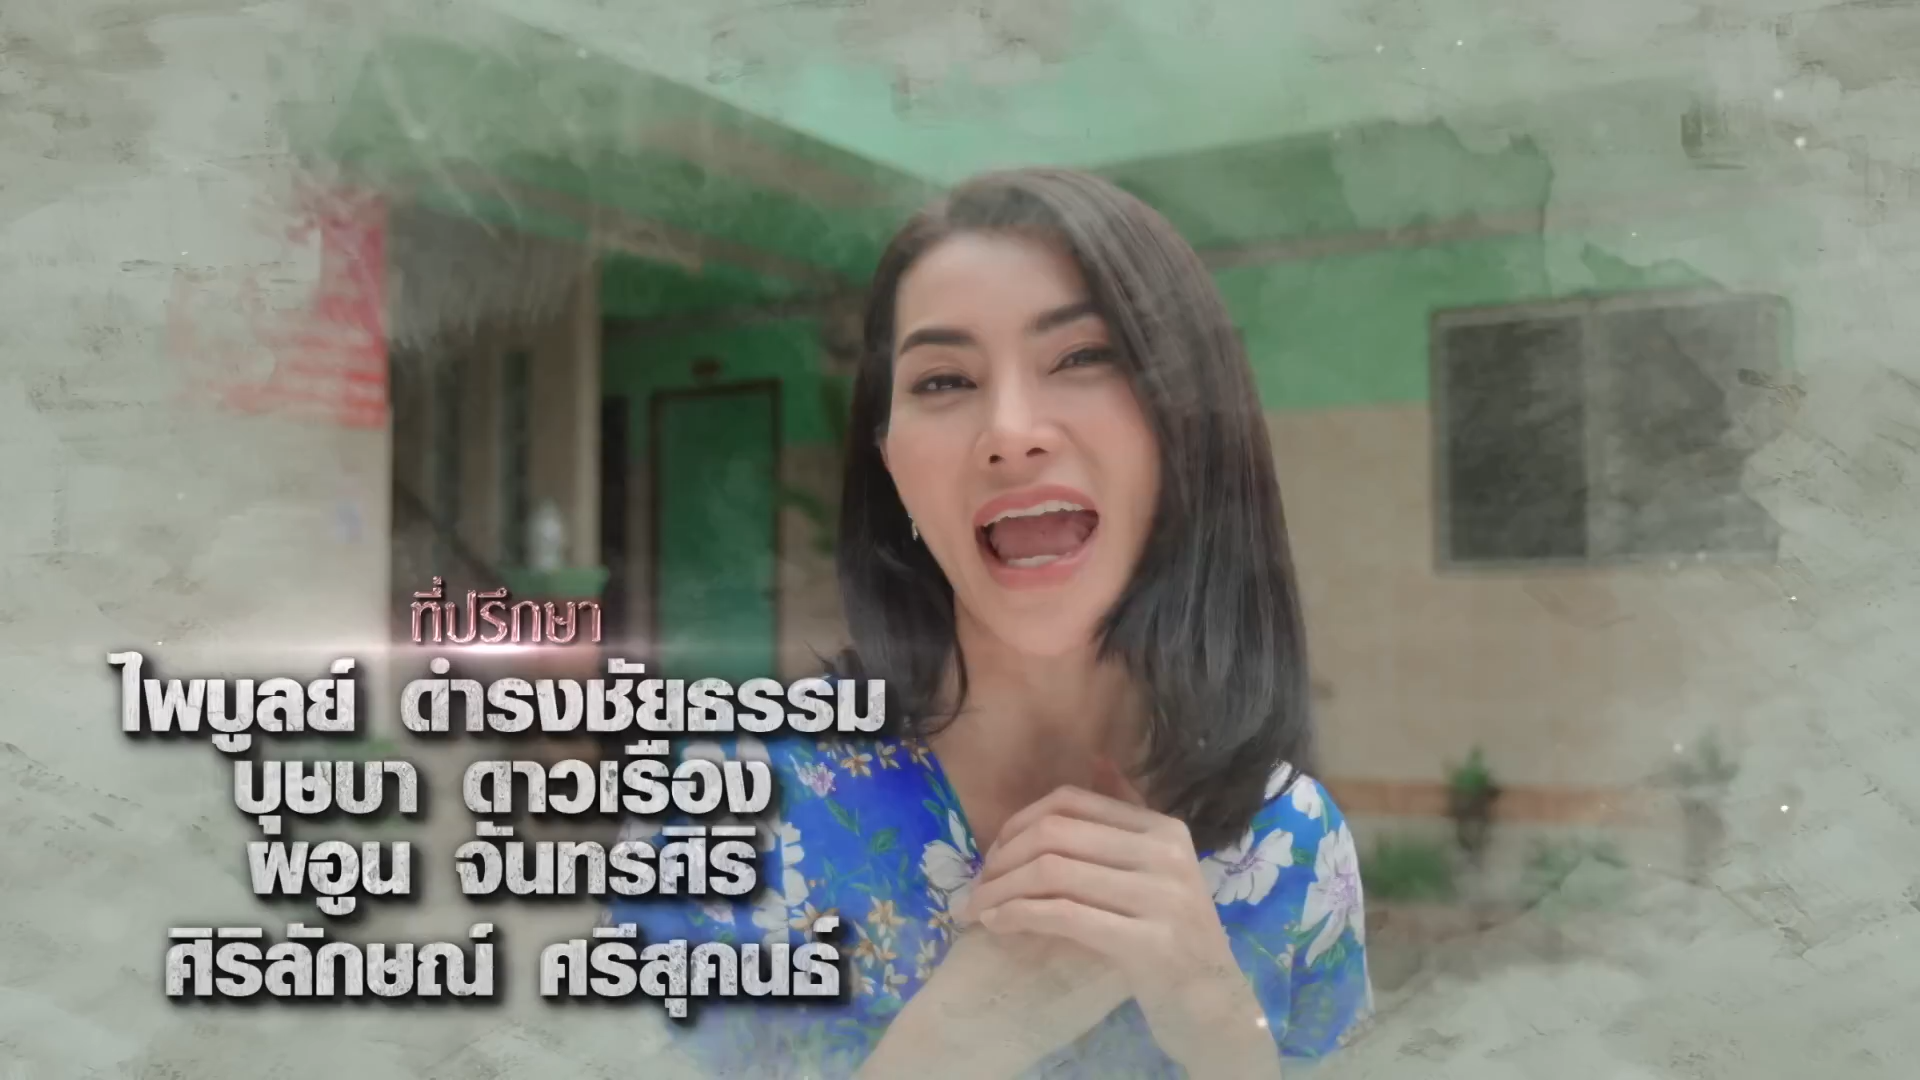 ที่ปรึกษา
ไพบูลย์ ดำรงชัยธรรม
บุษบา ดาวเรือง
ผอูน จันทรศิริ
ศิริลักษณ์ ศรีสุคนธ์